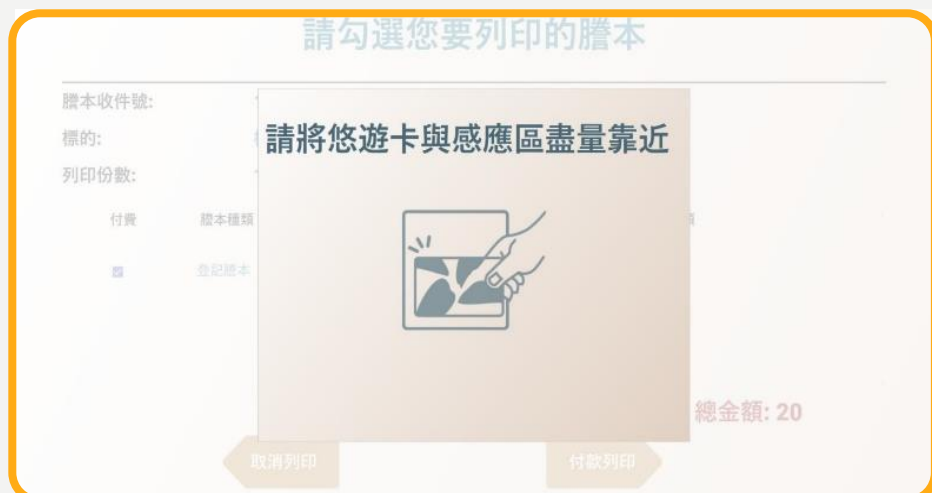 請勾選您要列印的謄本
謄本收件號:
標的:
請將悠遊卡與感應區盡量靠近
列印份數:
付費 謄本種類
登記謄本
總金額: 20
取消列印 付款列印